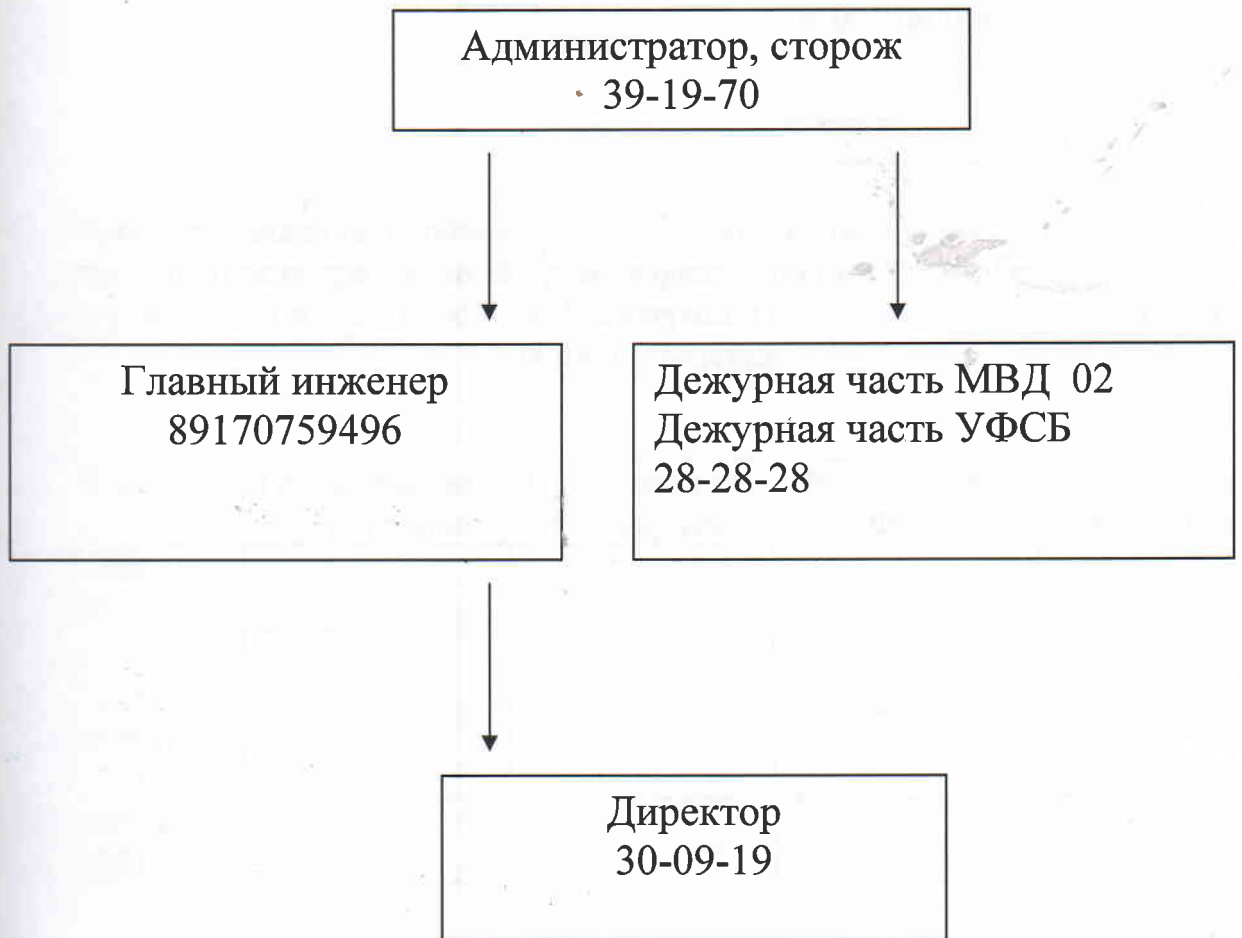 Администратор, сторож
39-19-70
Главный инженер
89170759496
Дежурная часть МВД 02
Дежурная часть УФСБ
28-28-28
Директор
30-09-19